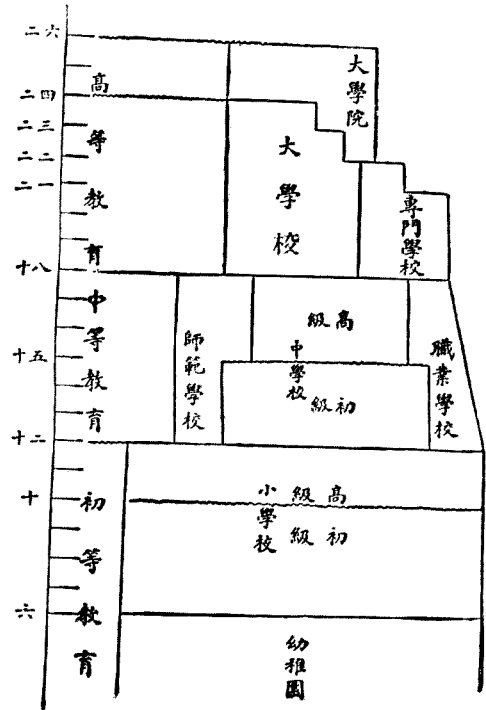 二六
二四
二三
二二
二一
十八
十五
十二
十
六
高等教育
中等教育
初等教育
大學院
大學校
專門學校
師範學校
中學校
高級
初級
職業學校
小學校
高級
初級
幼稚園